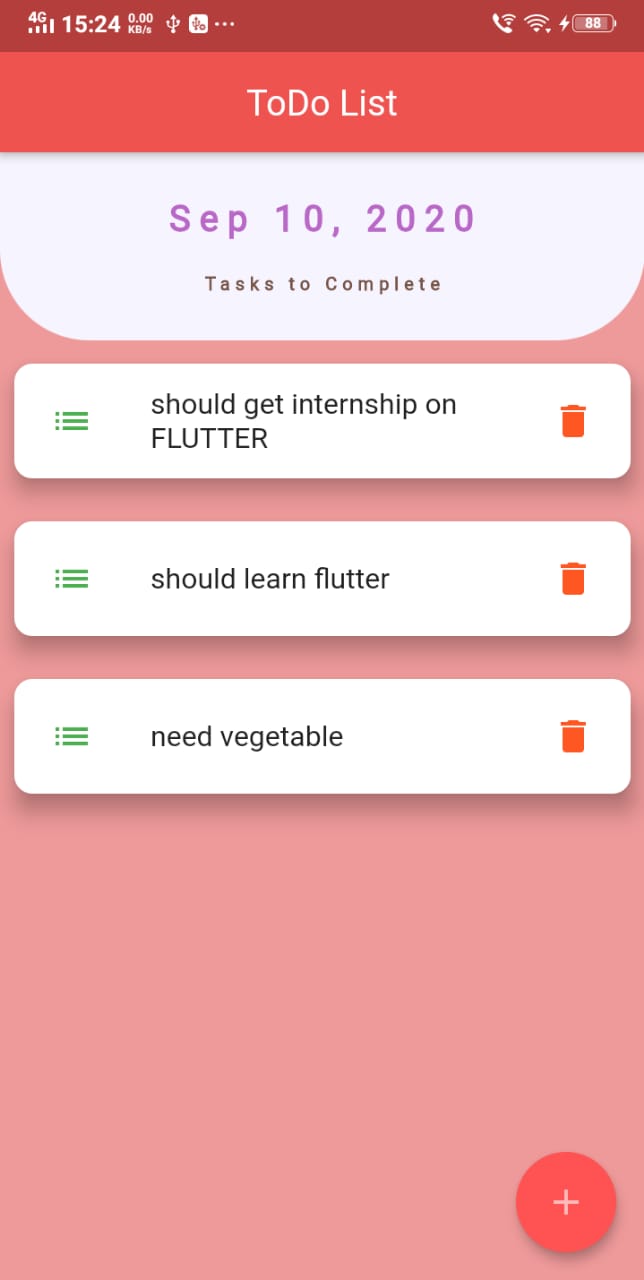 4G 15:24 0.00 KB/s 88
ToDo List
Sep 10, 2020
Tasks to Complete
should get internship on
FLUTTER
should learn flutter
need vegetable